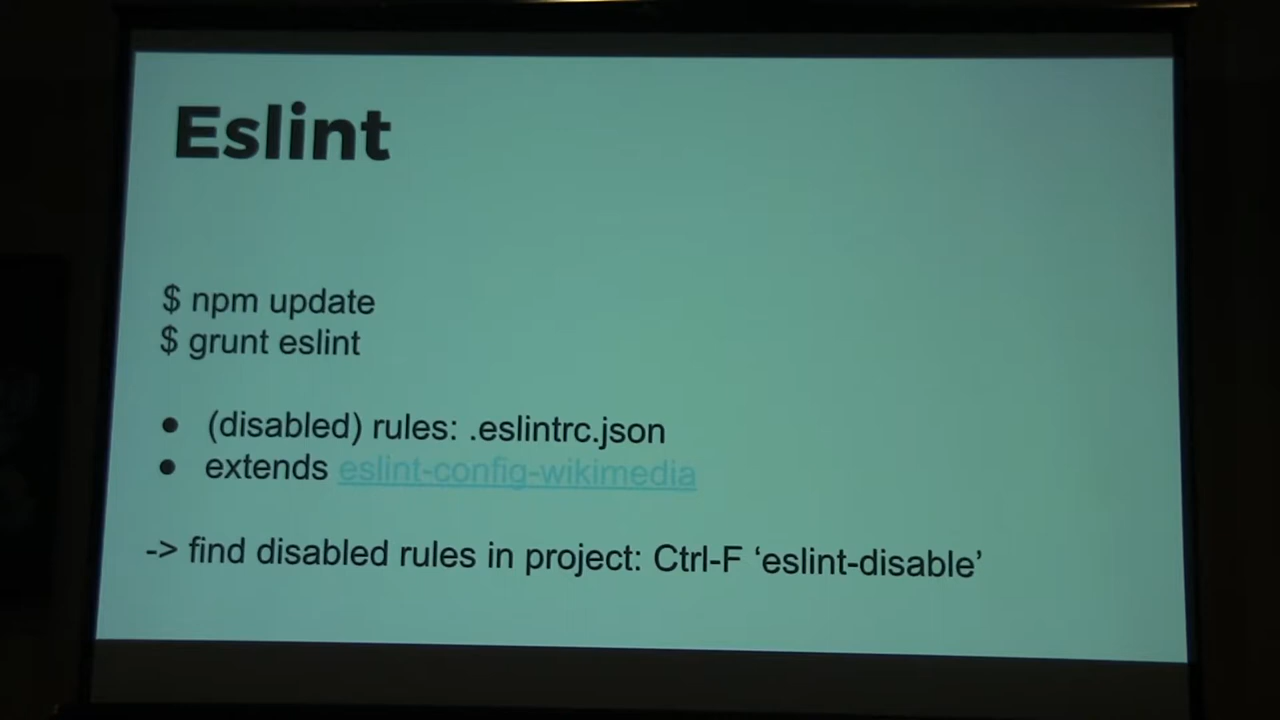 Eslint
$ npm update
$ grunt eslint
● (disabled) rules: .eslintrc.json
● extends eslint-config-wikimedia
-> find disabled rules in project: Ctrl-F ‘eslint-disable’